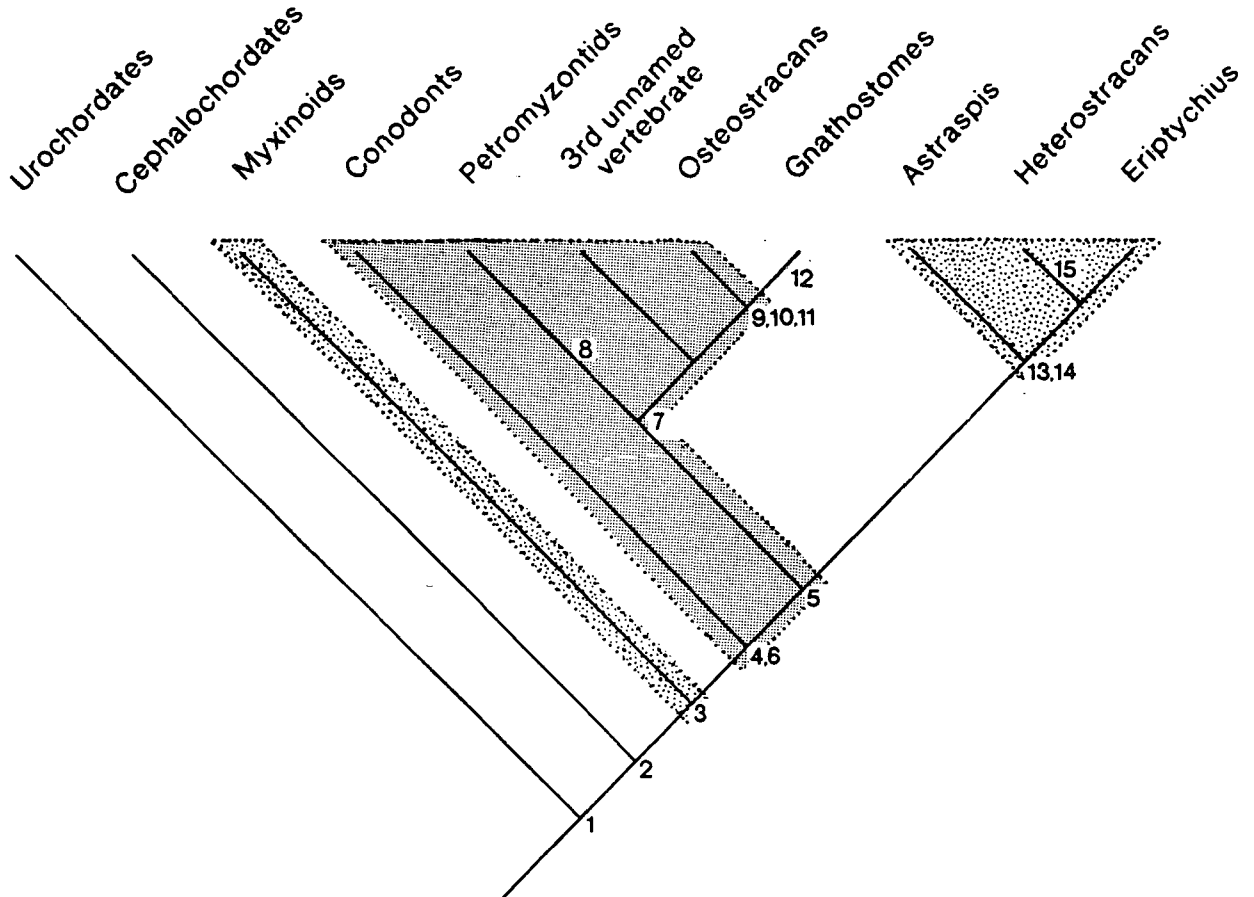 Urochordates
Cephalochordates
Myxinoids
Conodonts
Petromyzontids
3rd unnamed
vertebrate
Osteostracans
Gnathostomes
Astraspis
Heterostracans
Eriptychius
12
15
9,10,11
8
13,14
7
5
4,6
3
2
1